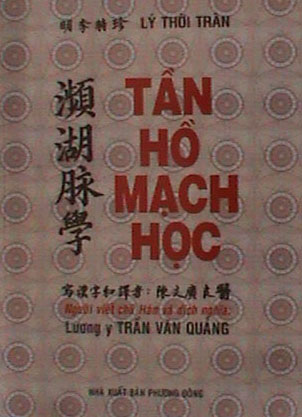 明李時珍 LÝ THỜI TRÂN
瀕湖脉學
TẦN
HỒ
MẠCH
HỌC
寫漢字和譯者：陳文廣良醫
Người viết chữ Hán và dịch nghĩa:
Lương y TRẦN VĂN QUẢNG
NHÀ XUẤT BẢN PHƯƠNG ĐÔNG